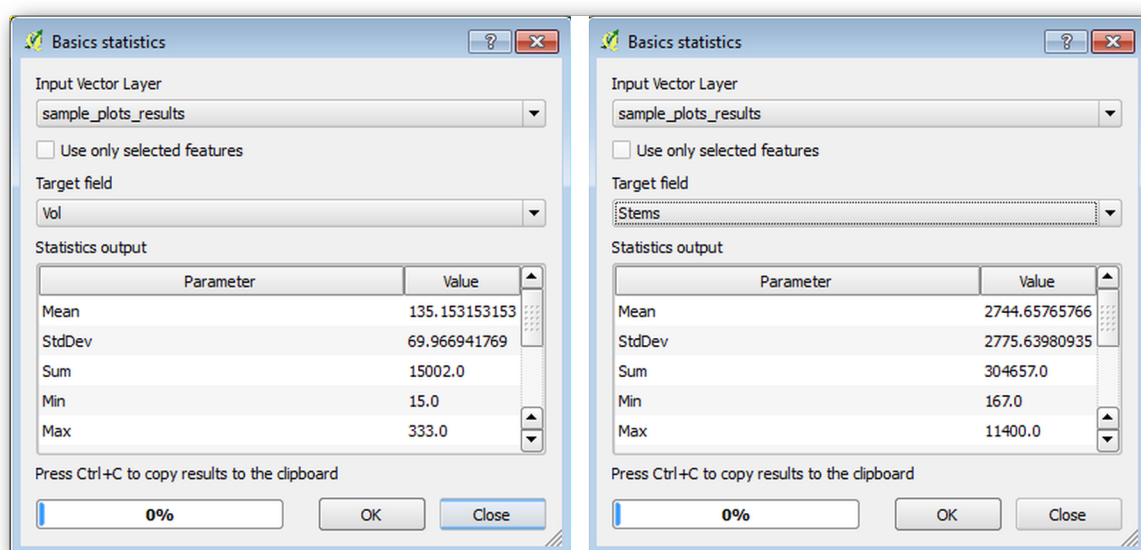 Basics statistics
Input Vector Layer
sample_plots_results
Use only selected features
Target field
Vol
Statistics output
Parameter Value
Mean 135.153153153
StdDev 69.966941769
Sum 15002.0
Min 15.0
Max 333.0
Press Ctrl+C to copy results to the clipboard
0% OK Close
Basics statistics
Input Vector Layer
sample_plots_results
Use only selected features
Target field
Stems
Statistics output
Parameter Value
Mean 2744.65765766
StdDev 2775.63980935
Sum 304657.0
Min 167.0
Max 11400.0
Press Ctrl+C to copy results to the clipboard
0% OK Close